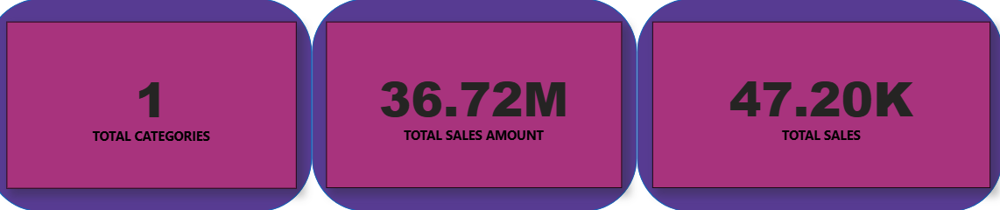 1
TOTAL CATEGORIES
36.72M
TOTAL SALES AMOUNT
47.20K
TOTAL SALES